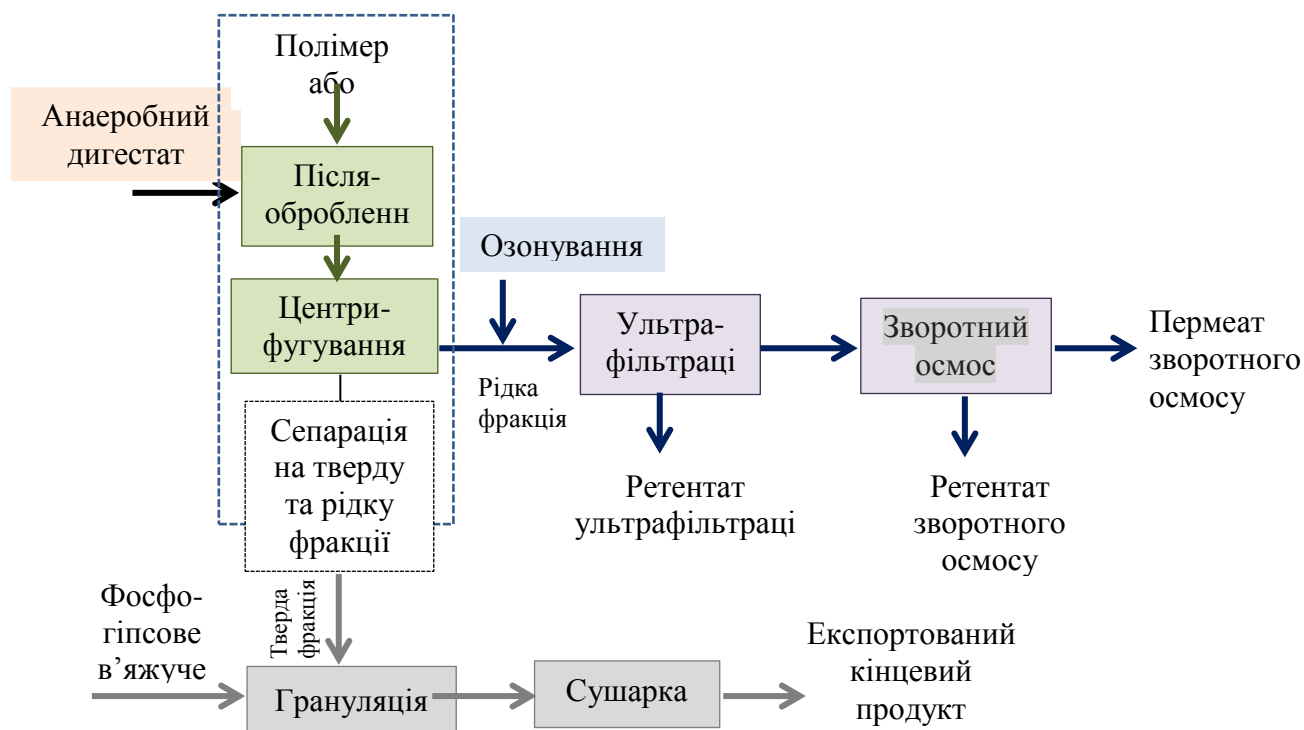 Полімер
або
Анаеробний
дигестат
Після-
обробленн
Озонування
Центри-
фугування
Рідка
фракція
Ультра-
фільтраці
Зворотний
осмос
Пермеат
зворотного
осмосу
Сепарація
на тверду
та рідку
фракції
Ретентат
ультрафільтраці
Ретентат
зворотного
осмосу
Фосфо-
гіпсове
в’яжуче
Тверда
фракція
Грануляція
Сушарка
Експортований
кінцевий
продукт